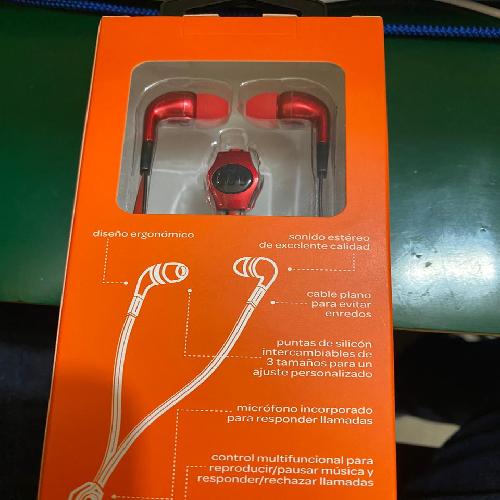 diseño ergonómico
sonido estéreo
de excelente calidad
cable plano
para evitar
enredos
puntas de silicón
intercambiables de
3 tamaños para un
ajuste personalizado
micrófono incorporado
para responder llamadas
control multifuncional para
reproducir/pausar música y
responder/rechazar llamadas